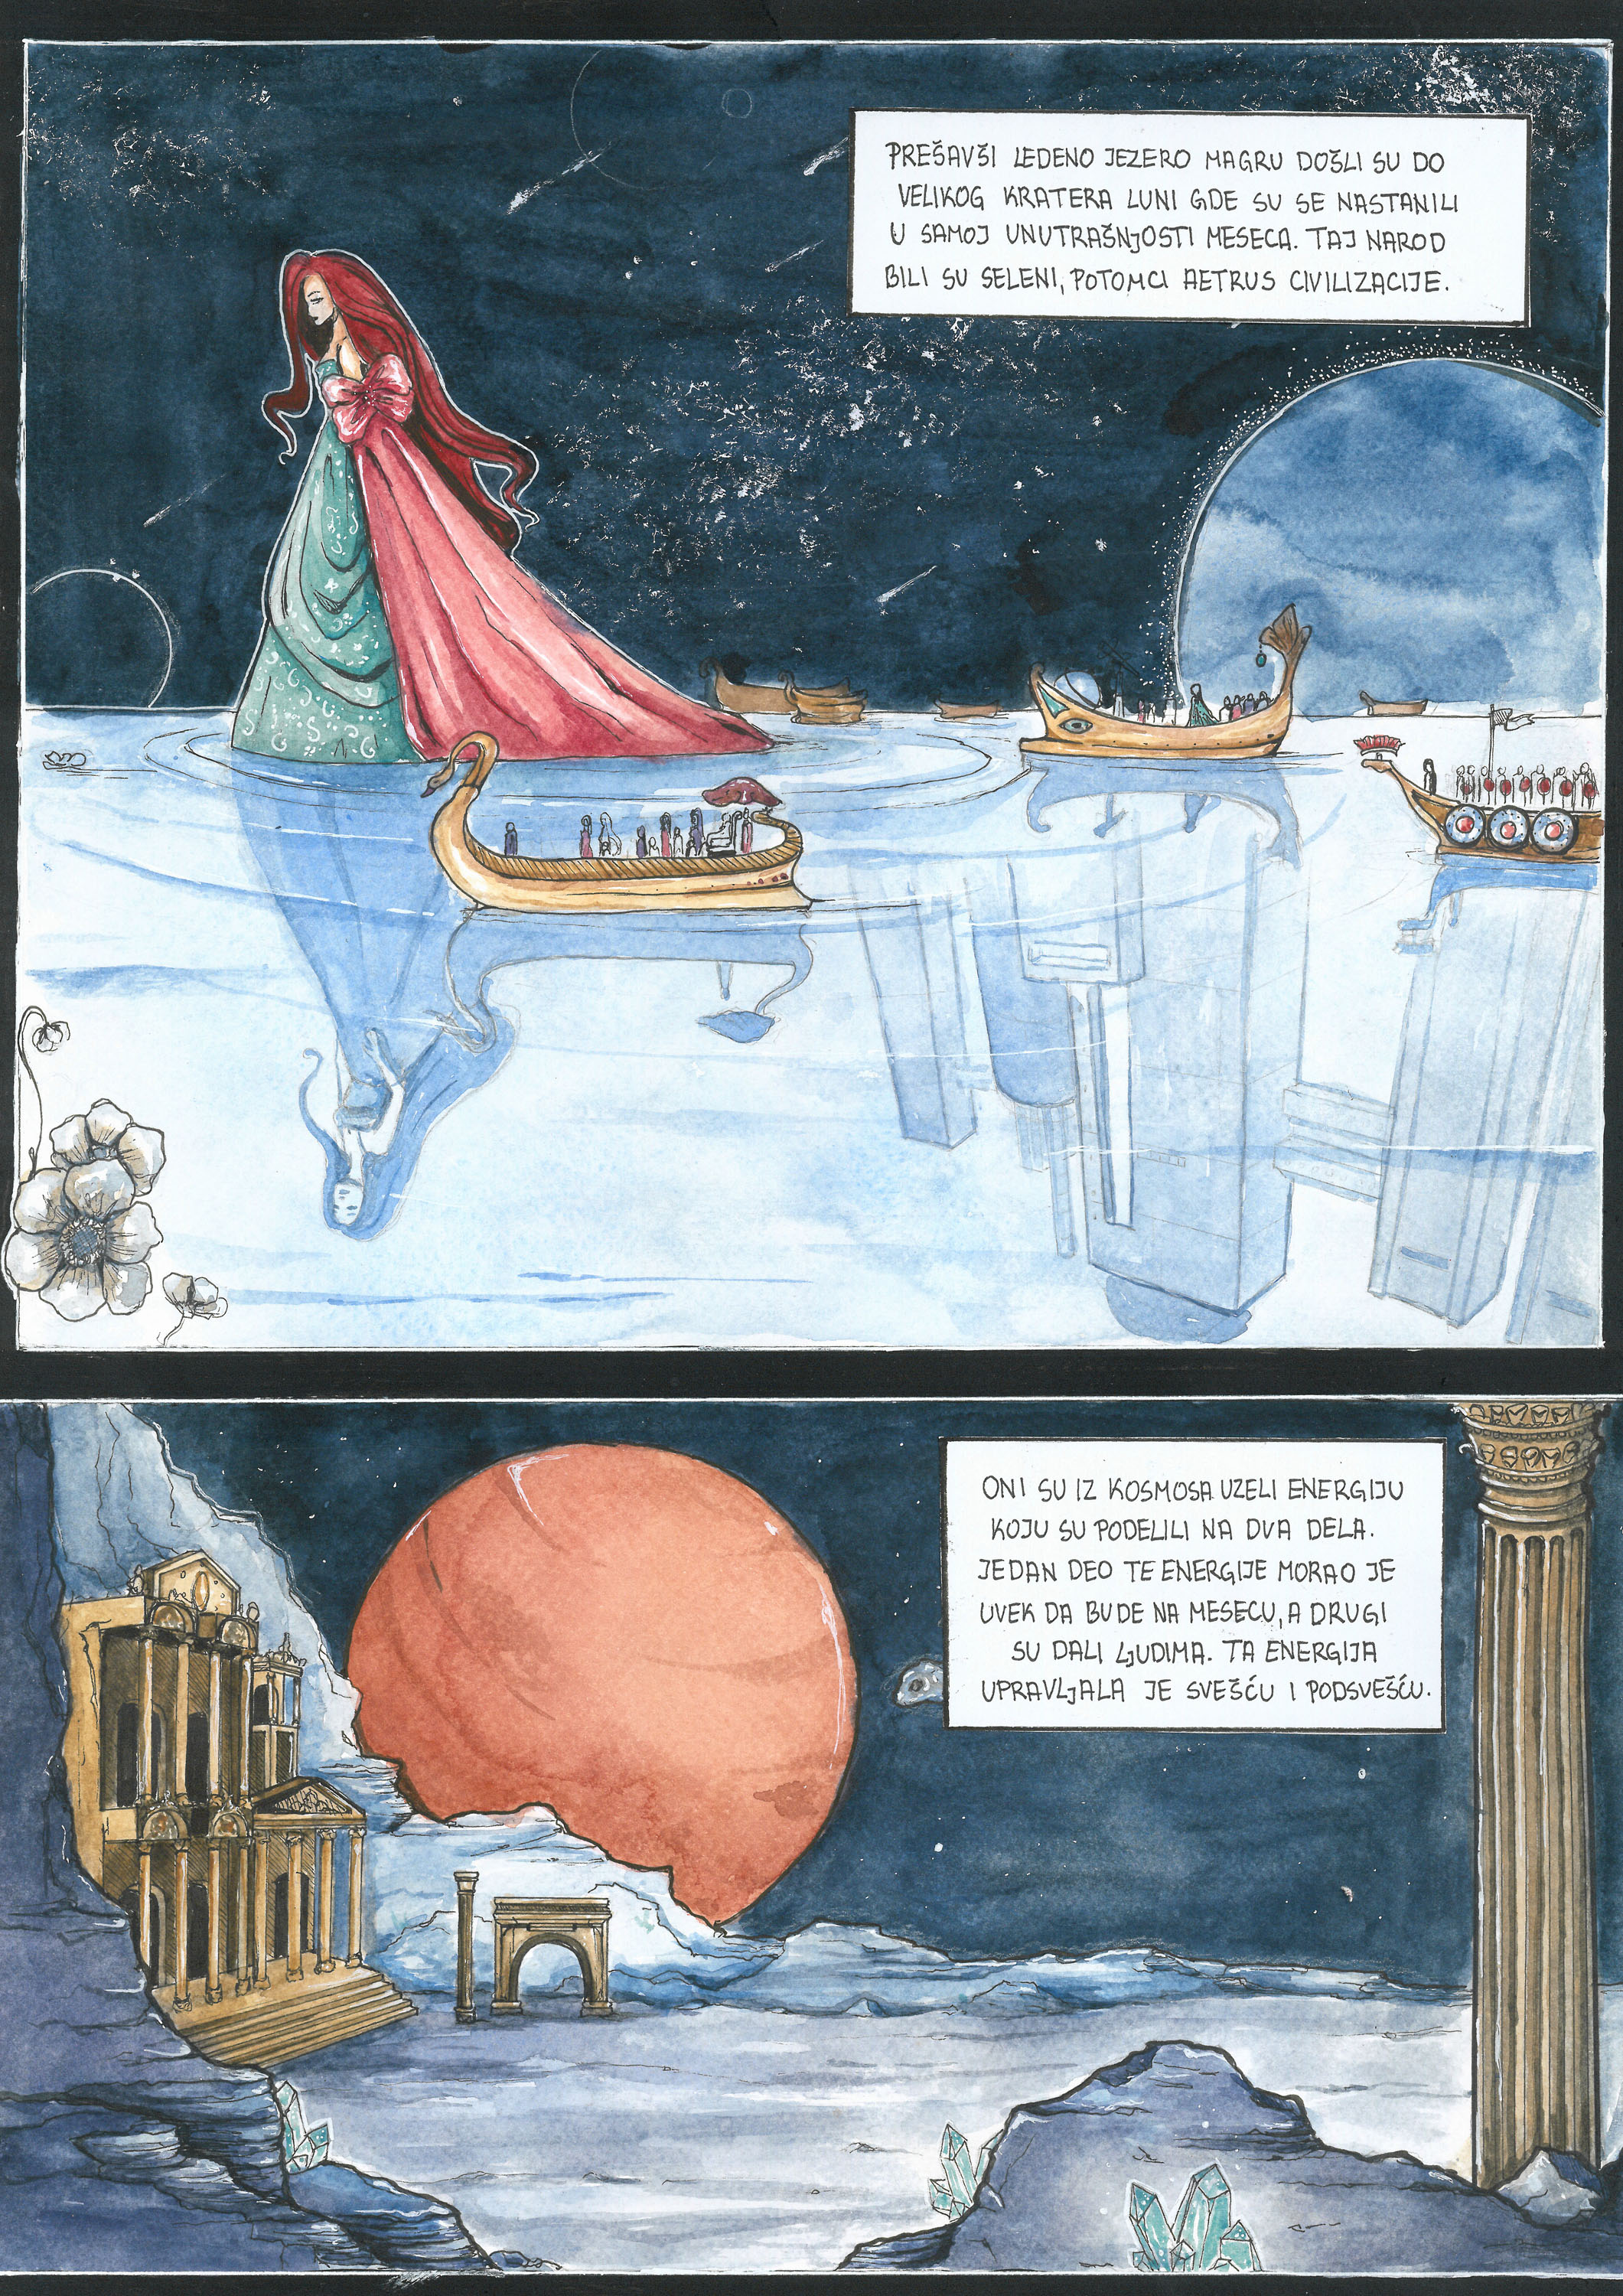 PREŠAVŠI LEDENO JEZERO MAGRU DOŠLI SU DO
VELIKOG KRATERA LUNI GDE SU SE NASTANILI
U SAMOJ UNUTRAŠNJOSTI MESECA. TAJ NAROD
BILI SU SELENI, POTOMCI AETRUS CIVILIZACIJE.
ONI SU IZ KOSMOSA UZELI ENERGIJU
KOJU SU PODELILI NA DVA DELA.
JEDAN DEO TE ENERGIJE MORAO JE
UVEK DA BUDE NA MESECU, A DRUGI
SU DALI LJUDIMA. TA ENERGIJA
UPRAVLJALA JE SVEŠĆU I PODSVEŠĆU.